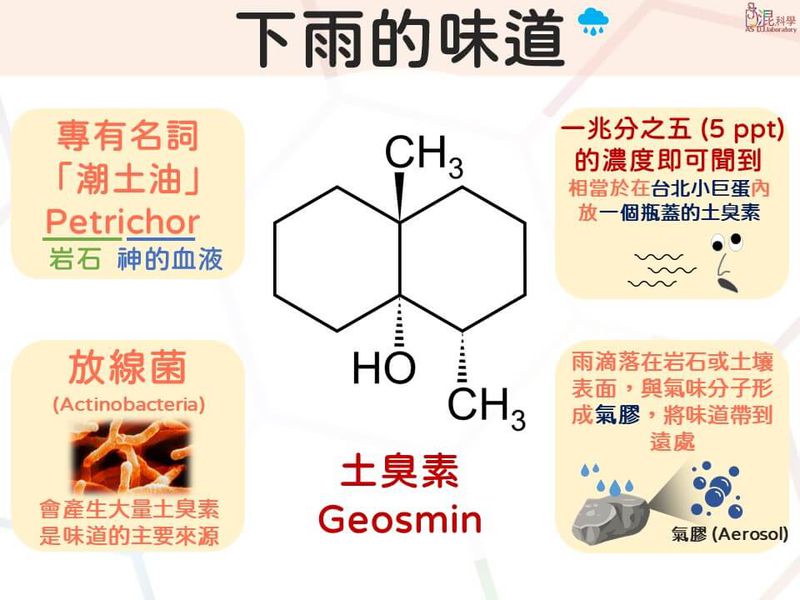 下雨的味道
混科學
AS DJ.laboratory
專有名詞
「潮土油」
Petrichor
岩石 神的血液
CH3
HO
CH3
土臭素
Geosmin
一兆分之五 (5 ppt)
的濃度即可聞到
相當於在台北小巨蛋內
放一個瓶蓋的土臭素
放線菌
(Actinobacteria)
會產生大量土臭素
是味道的主要來源
雨滴落在岩石或土壤
表面，與氣味分子形
成氣膠，將味道帶到
遠處
氣膠 (Aerosol)